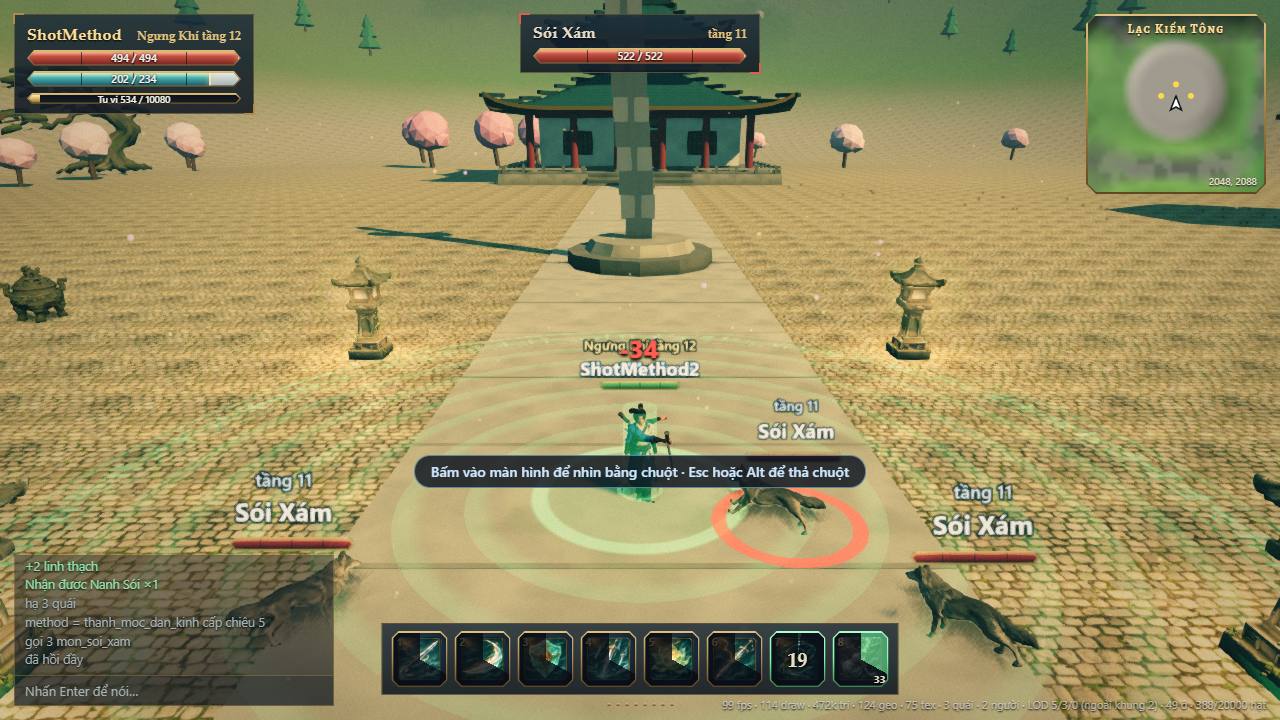 ShotMethod Ngưng Khí tầng 12
494 / 494
202 / 234
Tu vi 534 / 10080
Sói Xám tầng 11
522 / 522
Lạc Kiếm Tông
2048, 2088
-34
ShotMethod2
tầng 11
Sói Xám
Bấm vào màn hình để nhìn bằng chuột · Esc hoặc Alt để thả chuột
tầng 11
Sói Xám
tầng 11
Sói Xám
+2 linh thạch
Nhận được Nanh Sói ×1
hạ 3 quái
method = thanh_moc_dan_kinh cấp chiêu 5
gọi 3 mon_soi_xam
đã hồi đầy
Nhấn Enter để nói...
19
33
99 fps · 114 draw · 472k tri · 124 geo · 75 tex · 3 quái · 2 người · LOD 5/3/0 (ngoài khung 2)